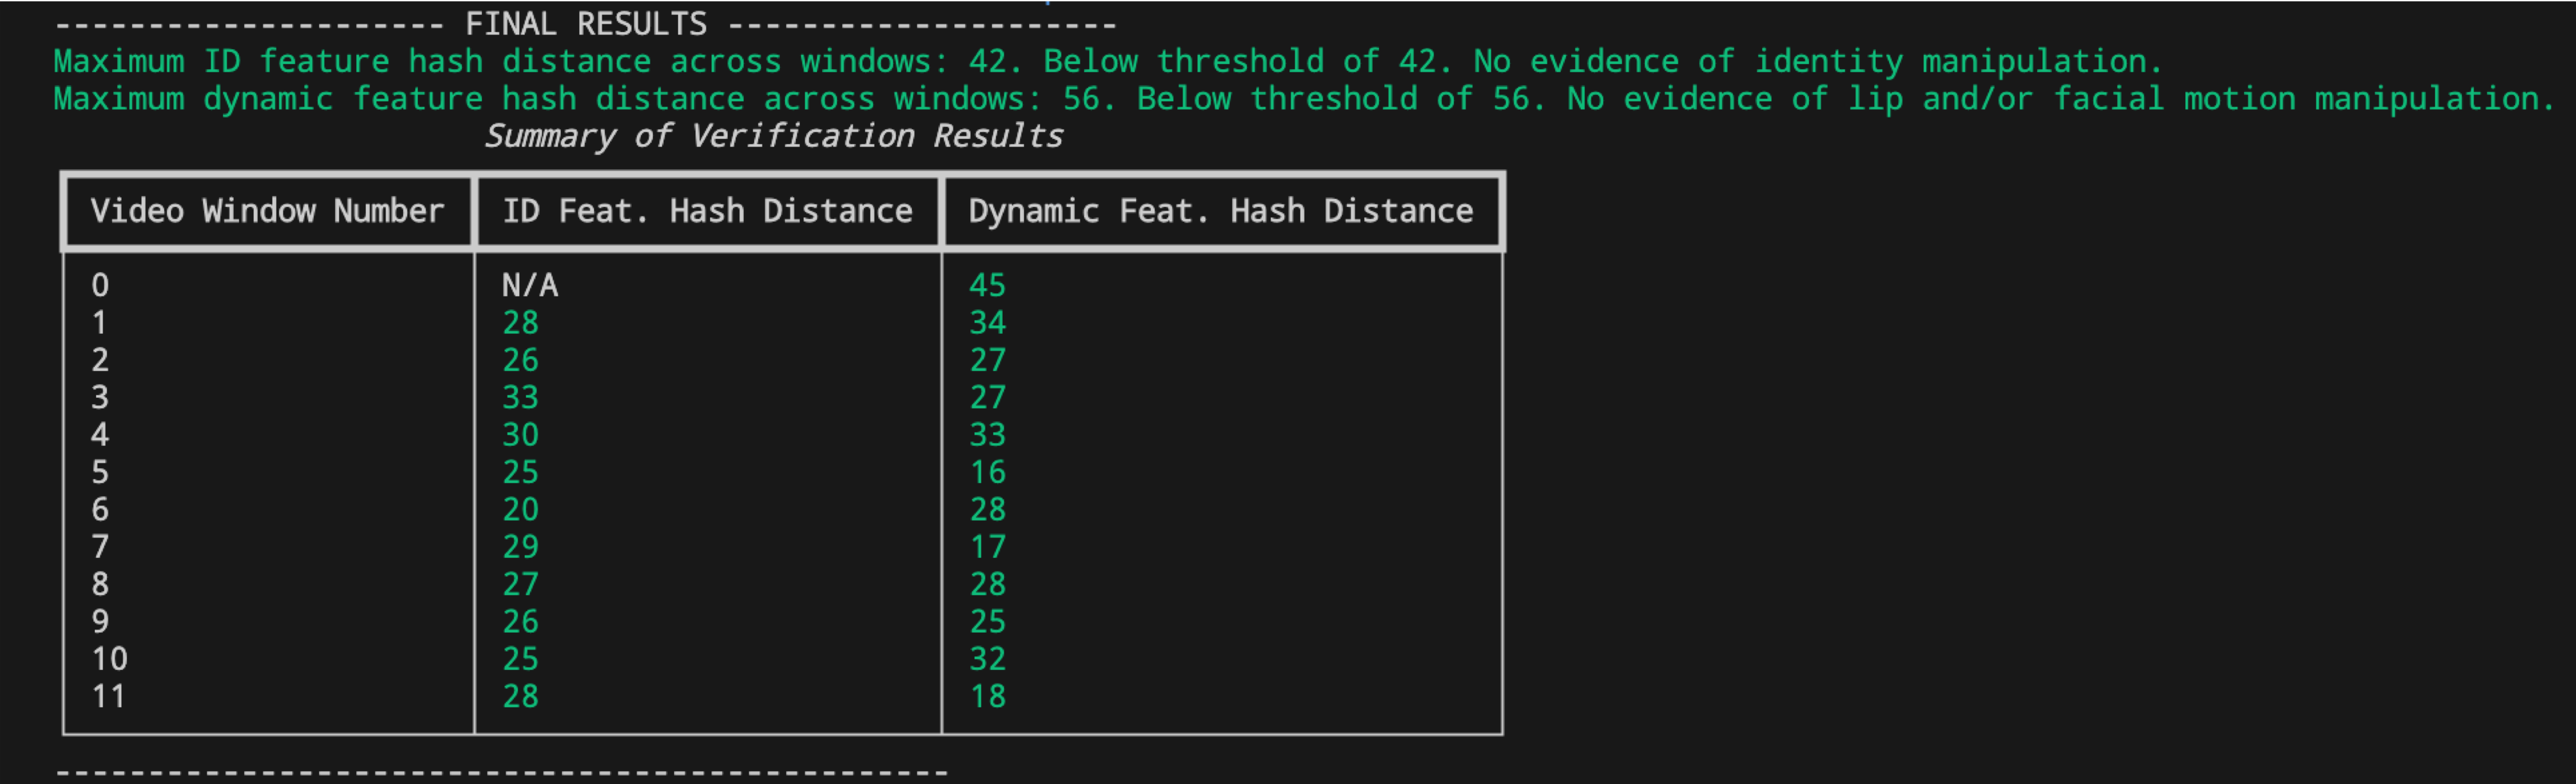 --------------------- FINAL RESULTS ---------------------
Maximum ID feature hash distance across windows: 42. Below threshold of 42. No evidence of identity manipulation.
Maximum dynamic feature hash distance across windows: 56. Below threshold of 56. No evidence of lip and/or facial motion manipulation.
Summary of Verification Results
Video Window Number ID Feat. Hash Distance Dynamic Feat. Hash Distance
0 N/A 45
1 28 34
2 26 27
3 33 27
4 30 33
5 25 16
6 20 28
7 29 17
8 27 28
9 26 25
10 25 32
11 28 18
------------------------------------------------